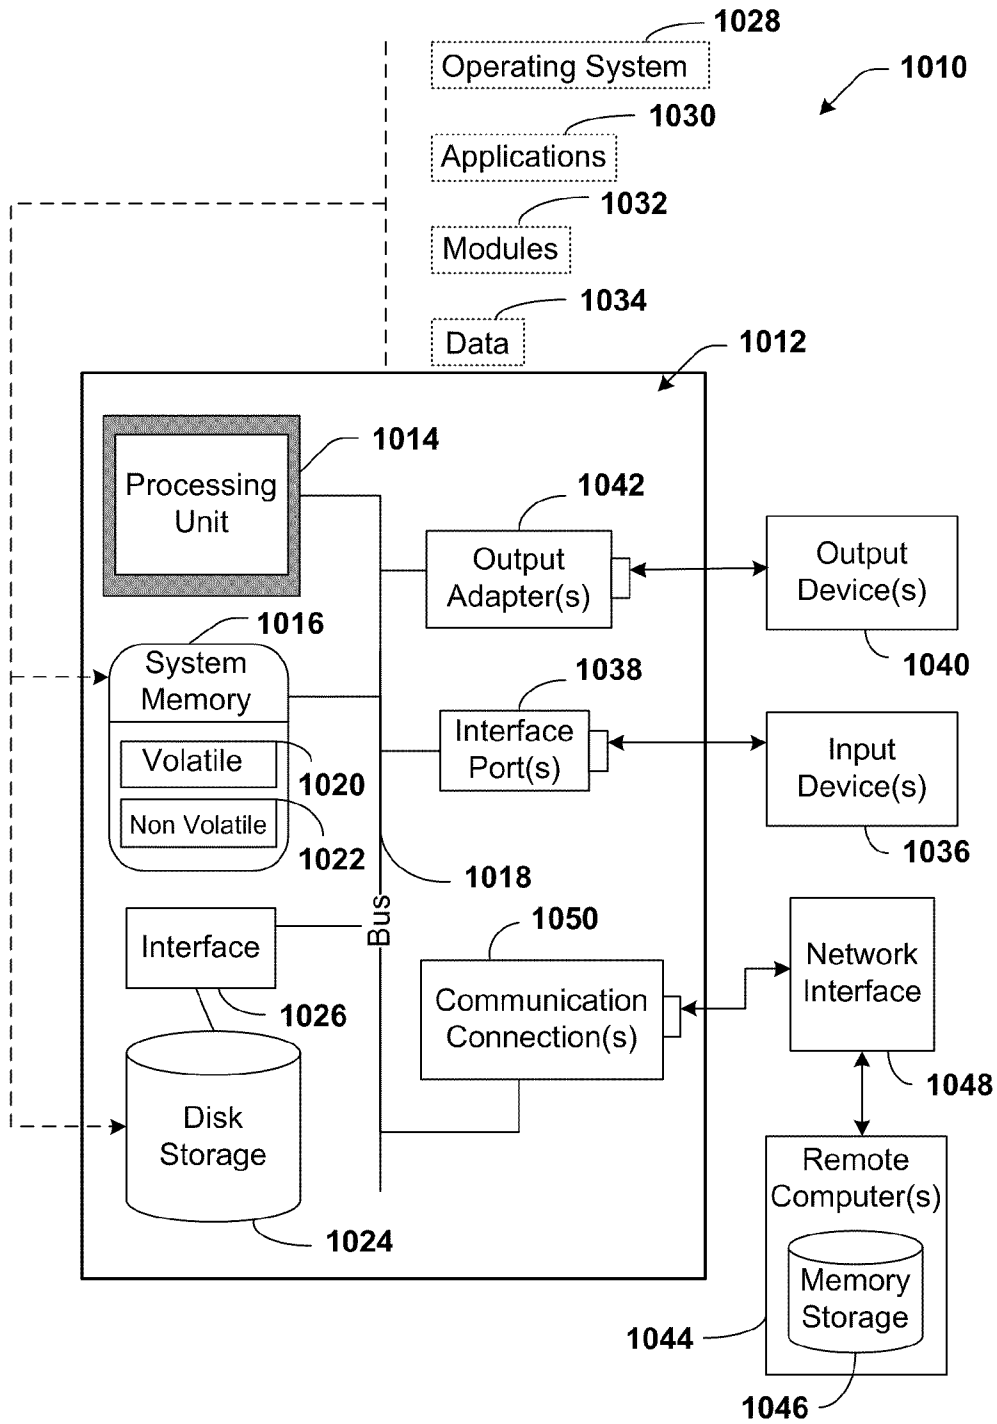 1028
Operating System
1010
1030
Applications
1032
Modules
1034
Data
1012
1014
Processing
Unit
1042
Output
Adapter(s)
Output
Device(s)
1040
1016
System
Memory
Volatile
1020
Non Volatile
1022
1038
Interface
Port(s)
Input
Device(s)
1036
1018
Bus
Interface
1026
1050
Communication
Connection(s)
Network
Interface
1048
Disk
Storage
1024
Remote
Computer(s)
Memory
Storage
1044
1046